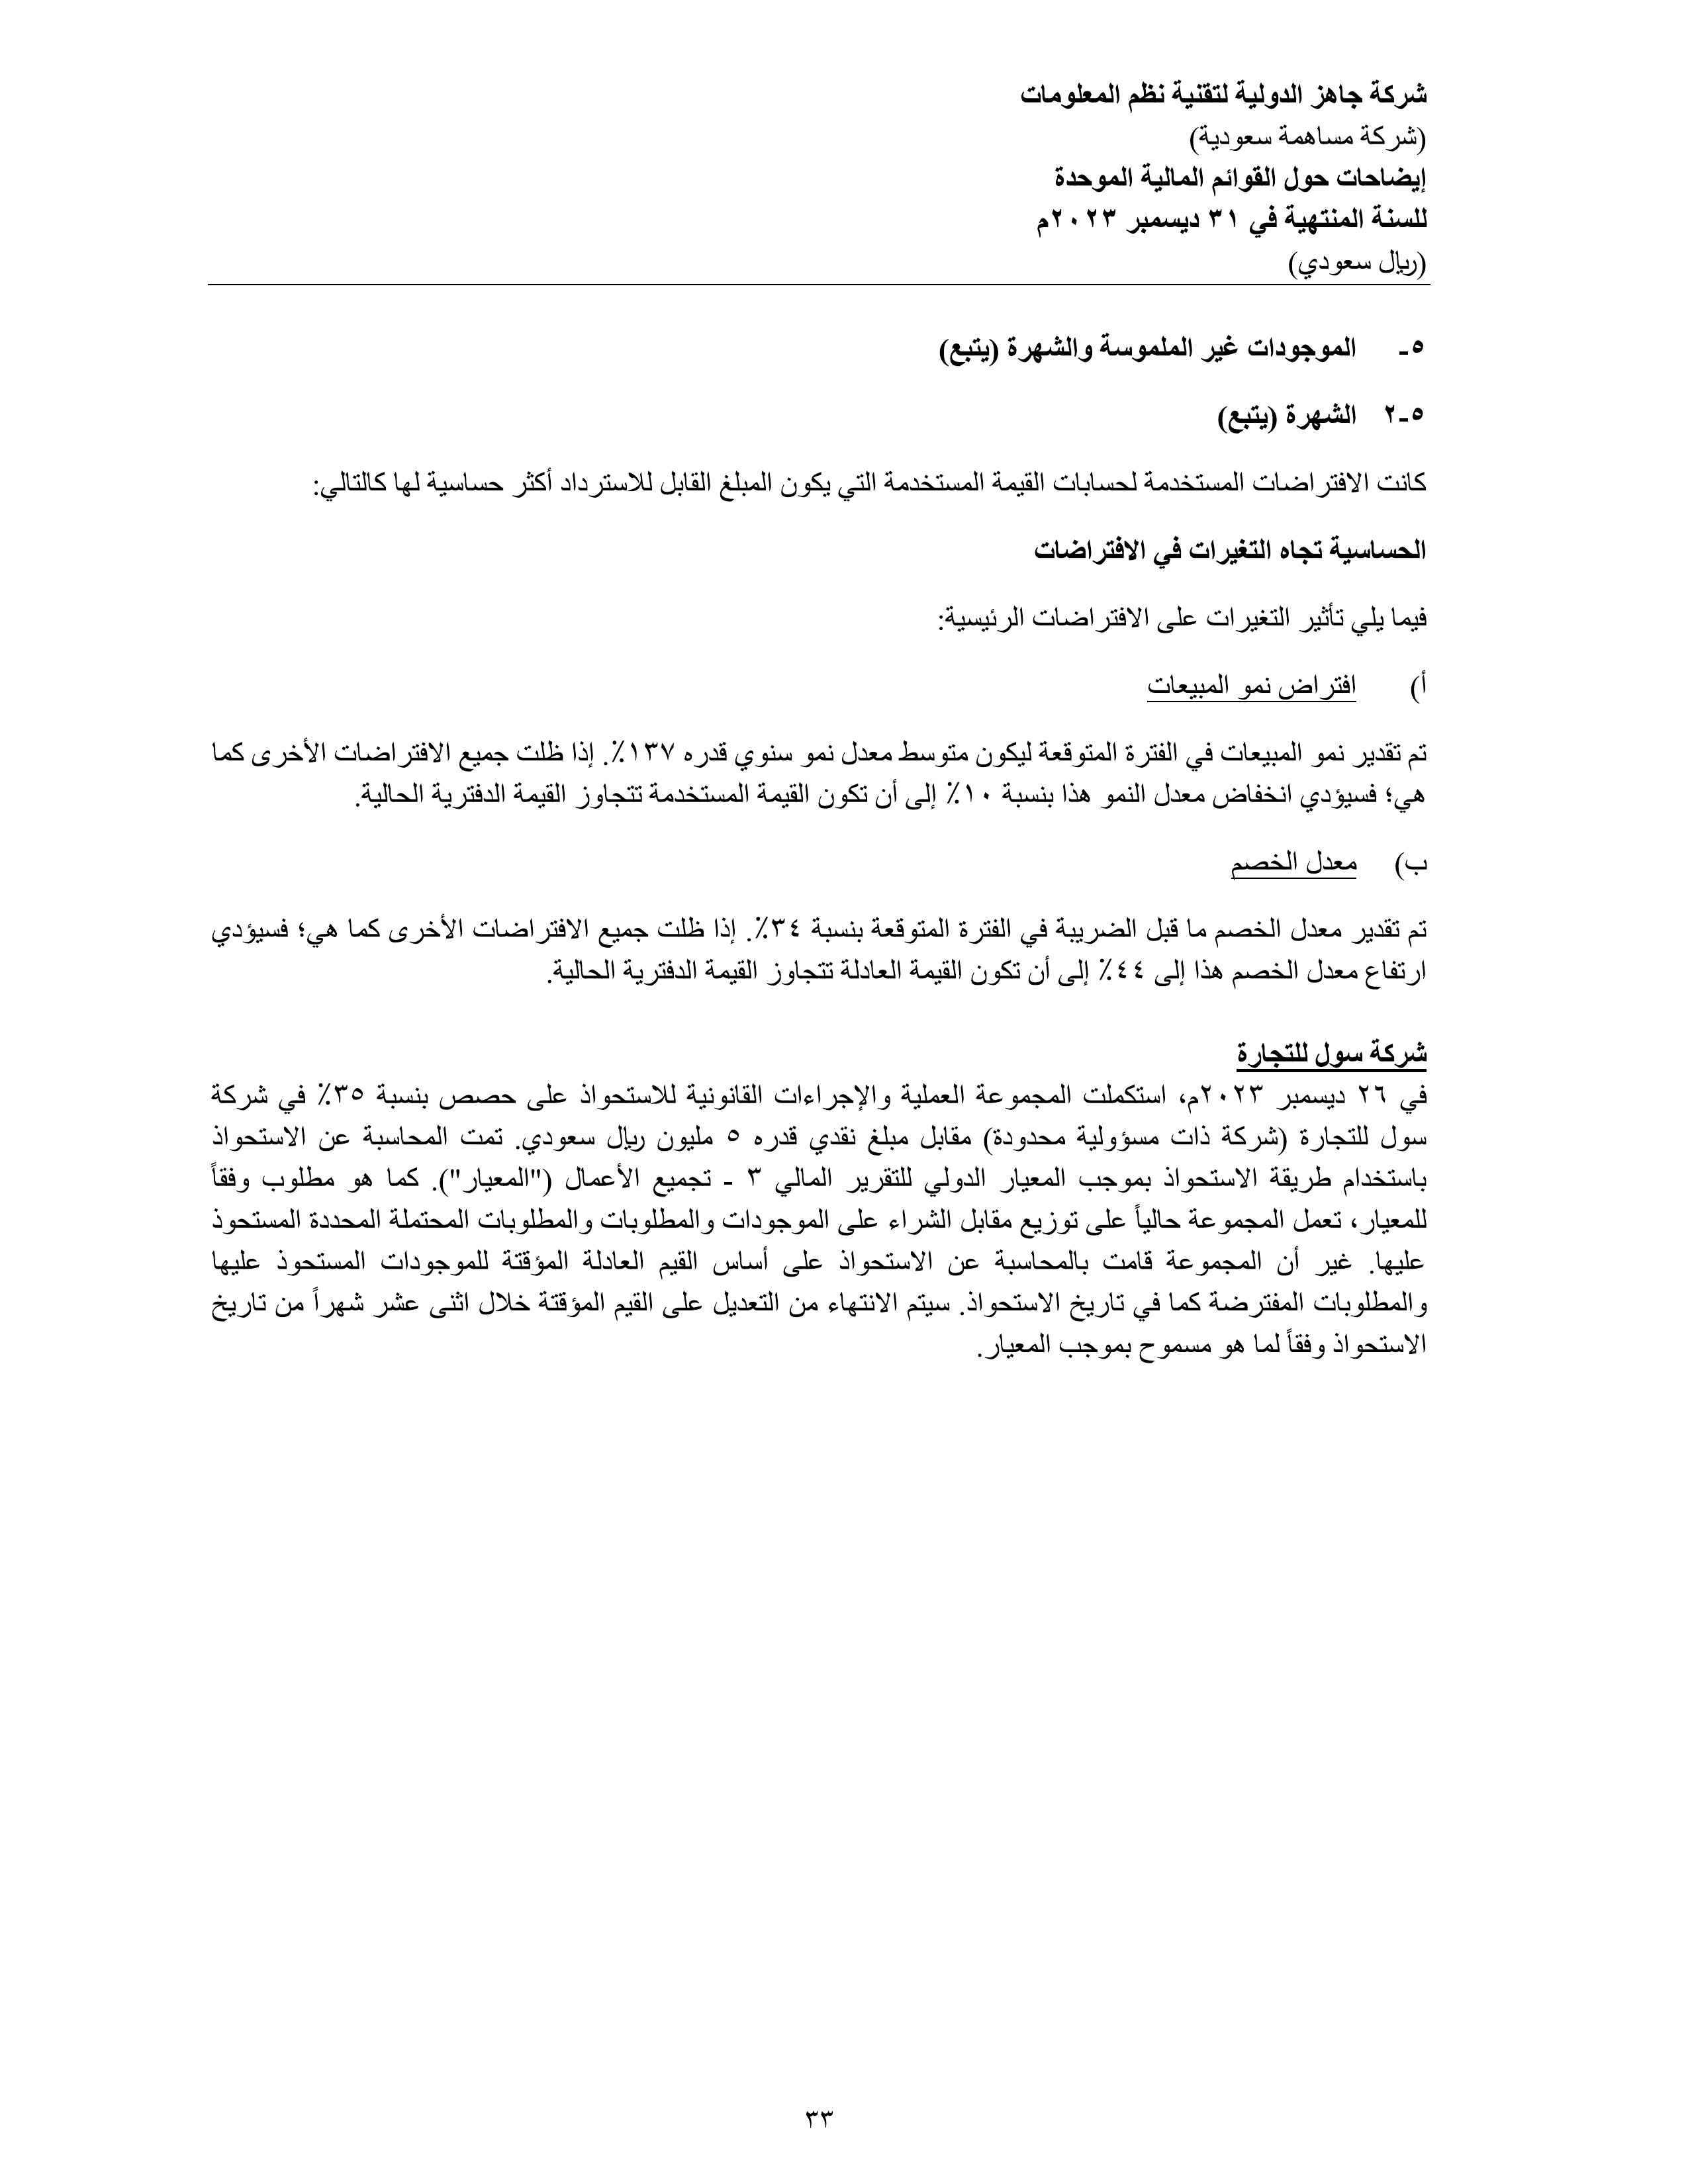 شركة جاهز الدولية لتقنية نظم المعلومات
(شركة مساهمة سعودية)
إيضاحات حول القوائم المالية الموحدة
للسنة المنتهية في ٣١ ديسمبر ٢٠٢٣م
(ريال سعودي)
٥- الموجودات غير الملموسة والشهرة (يتبع)
٥-٢ الشهرة (يتبع)
كانت الافتراضات المستخدمة لحسابات القيمة المستخدمة التي يكون المبلغ القابل للاسترداد أكثر حساسية لها كالتالي:
الحساسية تجاه التغيرات في الافتراضات
فيما يلي تأثير التغيرات على الافتراضات الرئيسية:
أ) افتراض نمو المبيعات
تم تقدير نمو المبيعات في الفترة المتوقعة ليكون متوسط معدل نمو سنوي قدره ١٣٧٪. إذا ظلت جميع الافتراضات الأخرى كما
هي؛ فسيؤدي انخفاض معدل النمو هذا بنسبة ١٠٪ إلى أن تكون القيمة المستخدمة تتجاوز القيمة الدفترية الحالية.
ب) معدل الخصم
تم تقدير معدل الخصم ما قبل الضريبة في الفترة المتوقعة بنسبة ٣٤٪. إذا ظلت جميع الافتراضات الأخرى كما هي؛ فسيؤدي
ارتفاع معدل الخصم هذا إلى ٤٤٪ إلى أن تكون القيمة العادلة تتجاوز القيمة الدفترية الحالية.
شركة سول للتجارة
في ٢٦ ديسمبر ٢٠٢٣م، استكملت المجموعة العملية والإجراءات القانونية للاستحواذ على حصص بنسبة ٣٥٪ في شركة
سول للتجارة (شركة ذات مسؤولية محدودة) مقابل مبلغ نقدي قدره ٥ مليون ريال سعودي. تمت المحاسبة عن الاستحواذ
باستخدام طريقة الاستحواذ بموجب المعيار الدولي للتقرير المالي ٣ - تجميع الأعمال ("المعيار"). كما هو مطلوب وفقاً
للمعيار، تعمل المجموعة حالياً على توزيع مقابل الشراء على الموجودات والمطلوبات والمطلوبات المحتملة المحددة المستحوذ
عليها. غير أن المجموعة قامت بالمحاسبة عن الاستحواذ على أساس القيم العادلة المؤقتة للموجودات المستحوذ عليها
والمطلوبات المفترضة كما في تاريخ الاستحواذ. سيتم الانتهاء من التعديل على القيم المؤقتة خلال اثنى عشر شهراً من تاريخ
الاستحواذ وفقاً لما هو مسموح بموجب المعيار.
٣٣